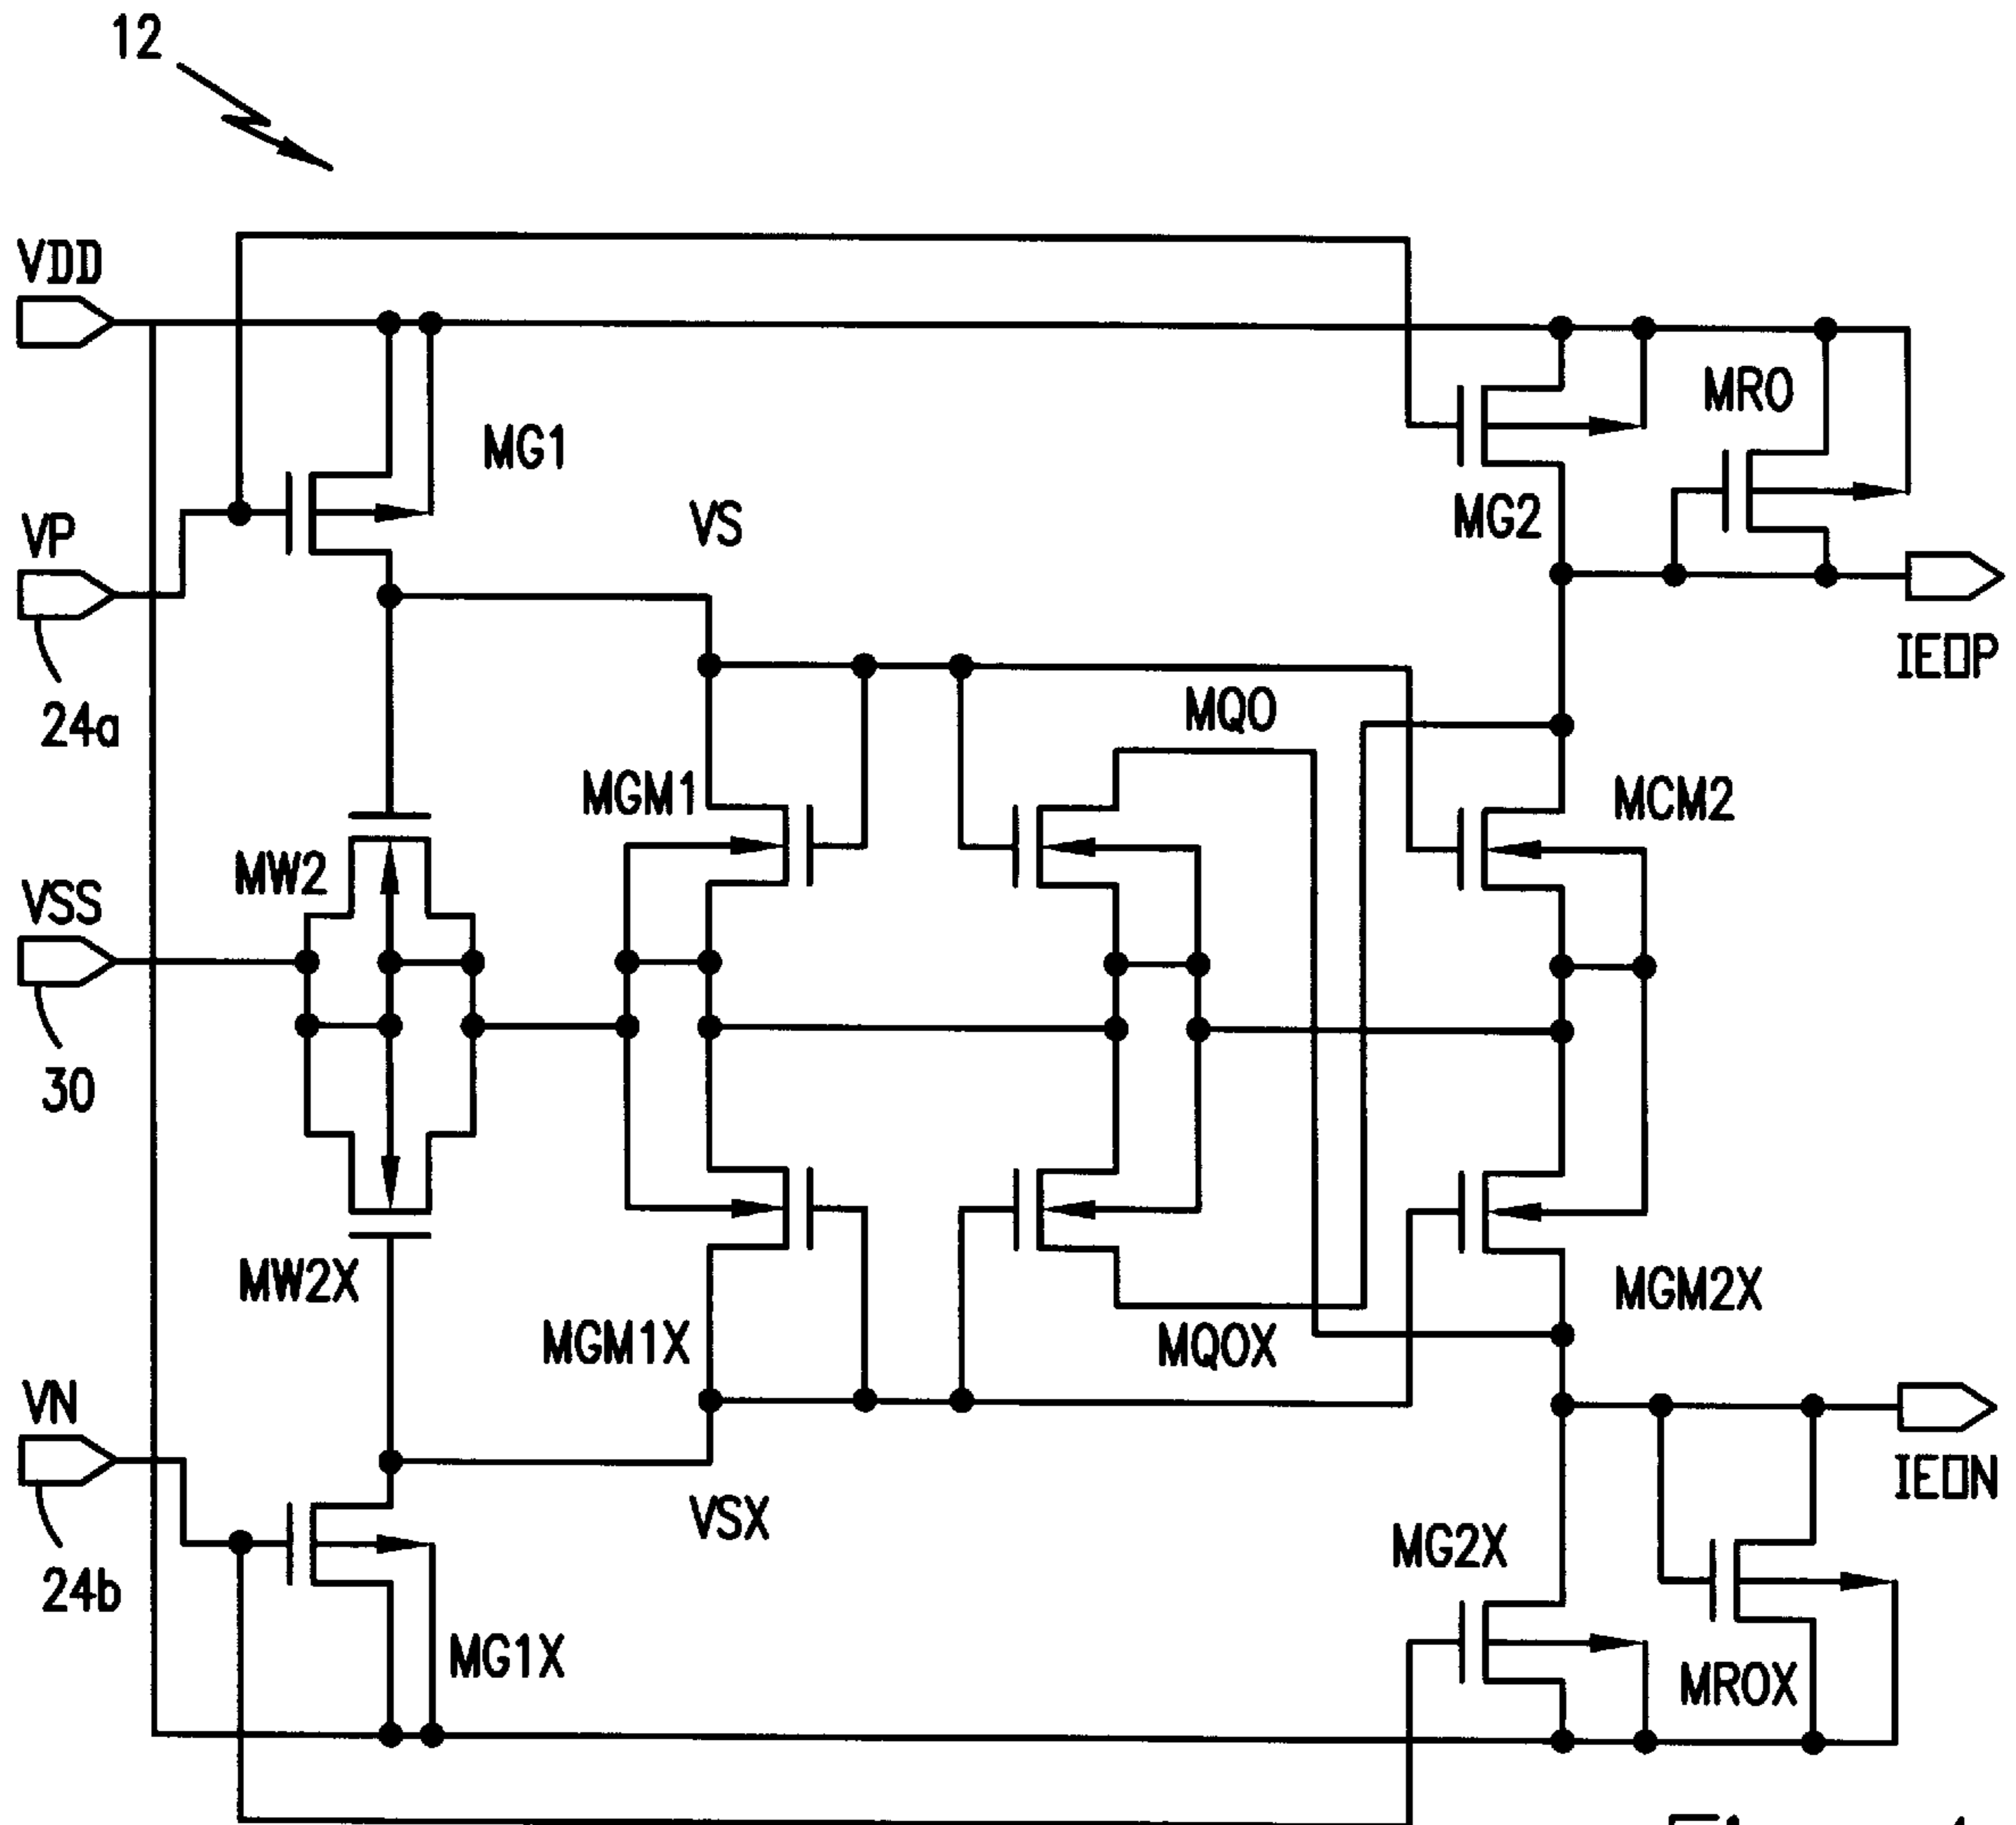 12
VDD
MG1
MRO
VP
VS
MG2
24a
IEOP
MQO
MGM1
MCM2
MW2
VSS
30
MW2X
MGM2X
MGM1X
MQOX
VN
IEON
VSX
MG2X
24b
MG1X
MROX